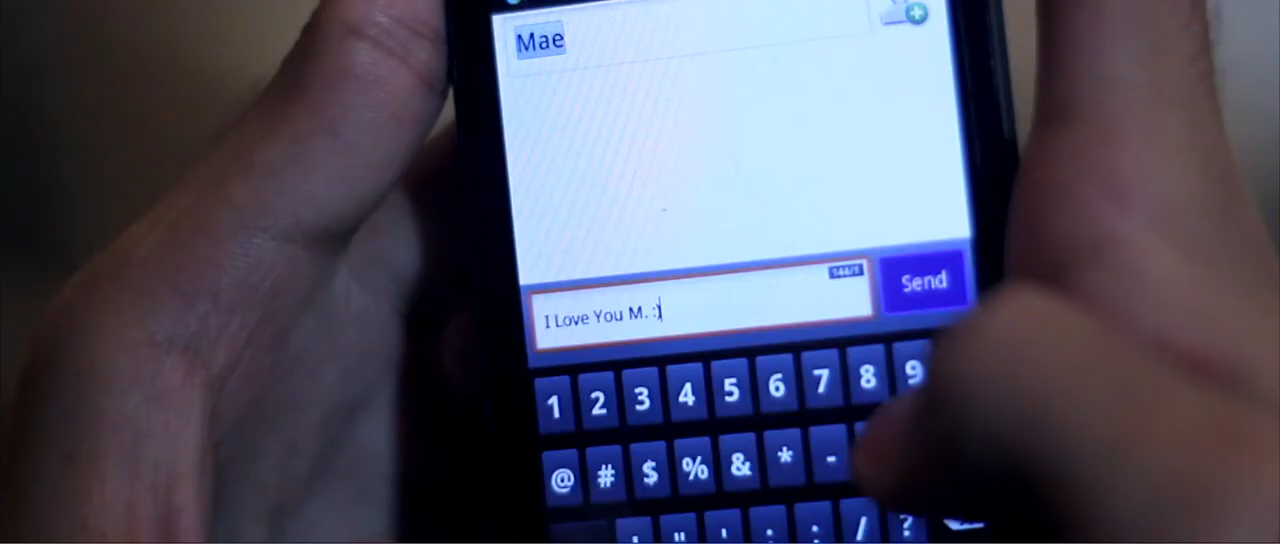 Mae
144/1
I Love You M. :)
Send
1 2 3 4 5 6 7 8 9
@ # $ % & * -
! " ' : ; / ?